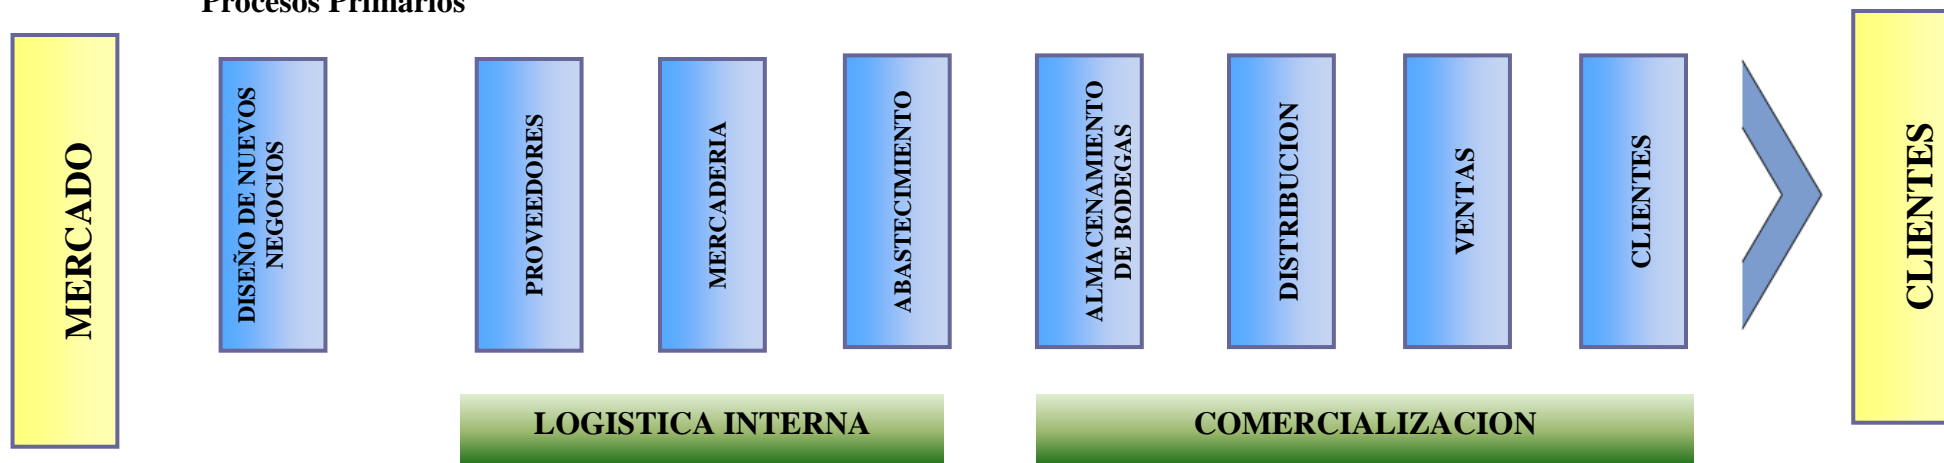 Procesos Primarios
MERCADO
DISEÑO DE NUEVOS
NEGOCIOS
PROVEEDORES
MERCADERIA
ABASTECIMIENTO
ALMACENAMIENTO
DE BODEGAS
DISTRIBUCION
VENTAS
CLIENTES
CLIENTES
LOGISTICA INTERNA
COMERCIALIZACION